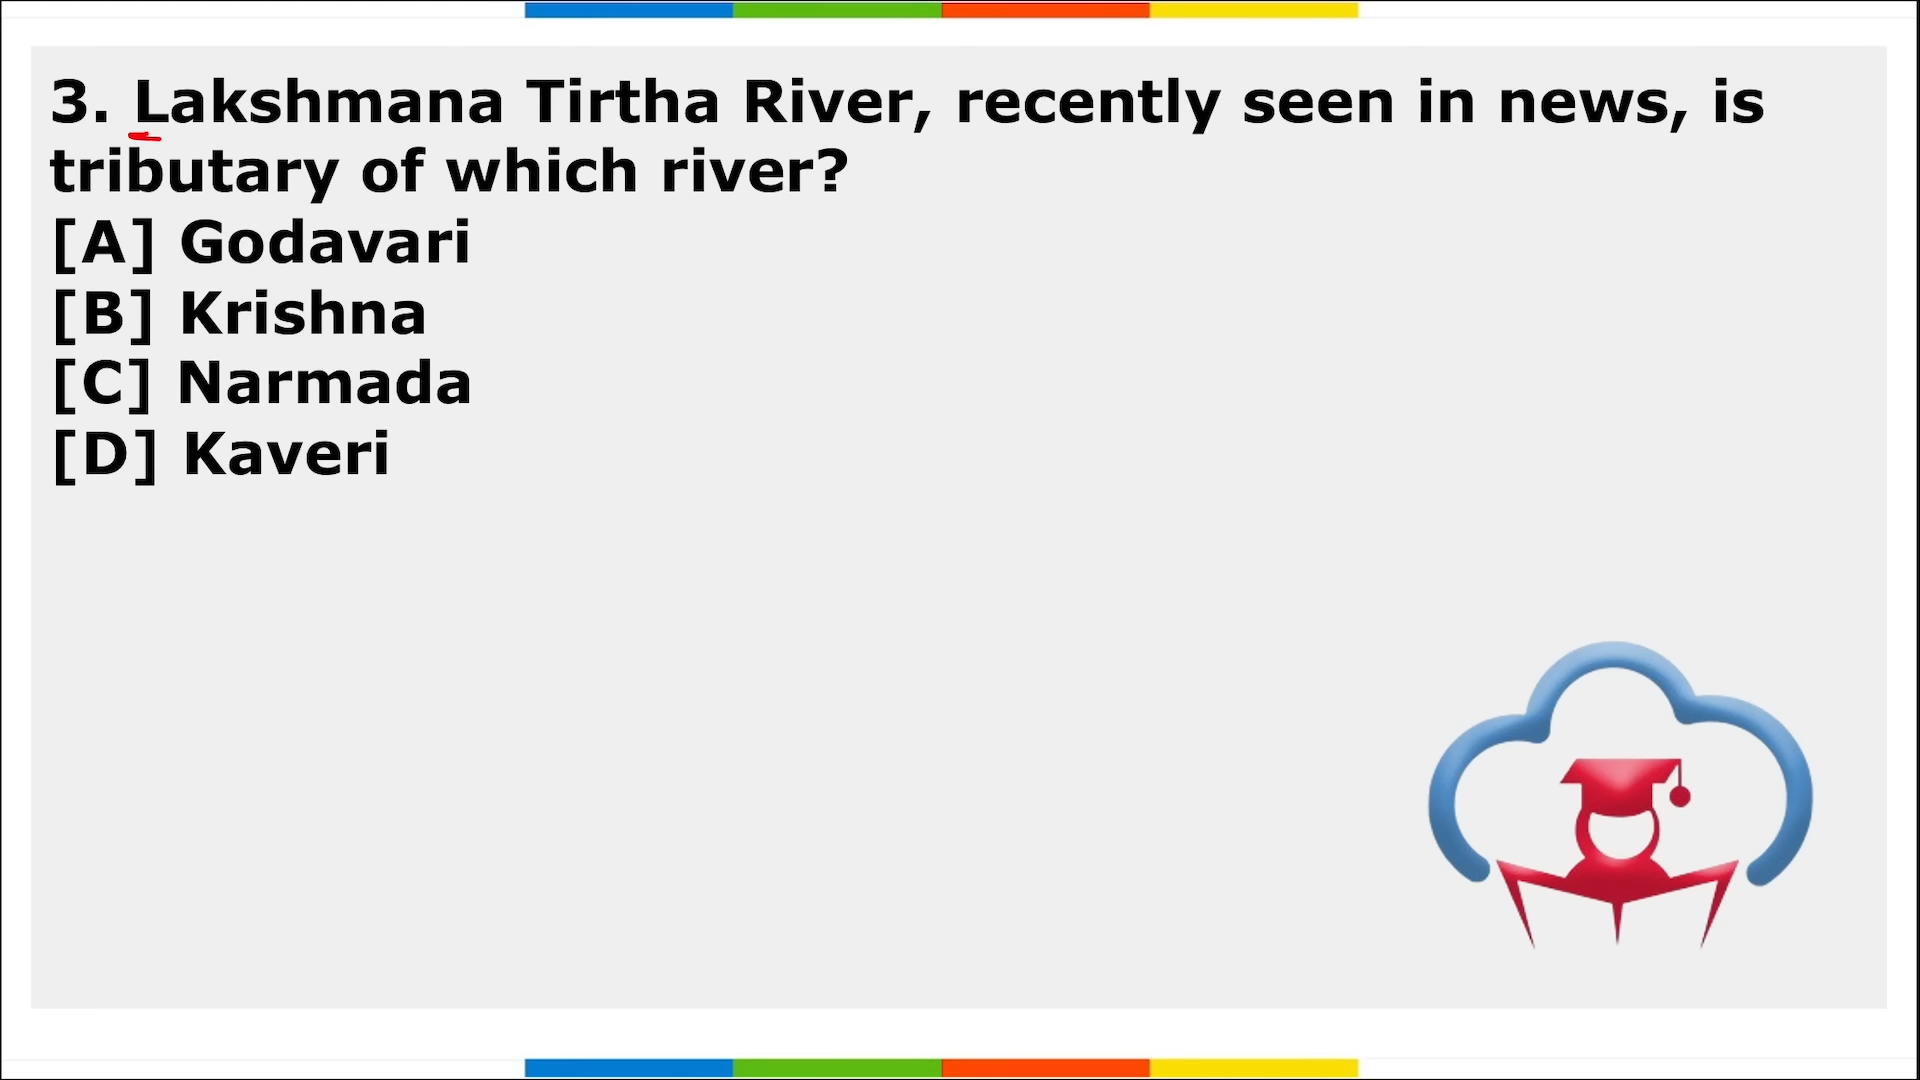 3. Lakshmana Tirtha River, recently seen in news, is
tributary of which river?
[A] Godavari
[B] Krishna
[C] Narmada
[D] Kaveri